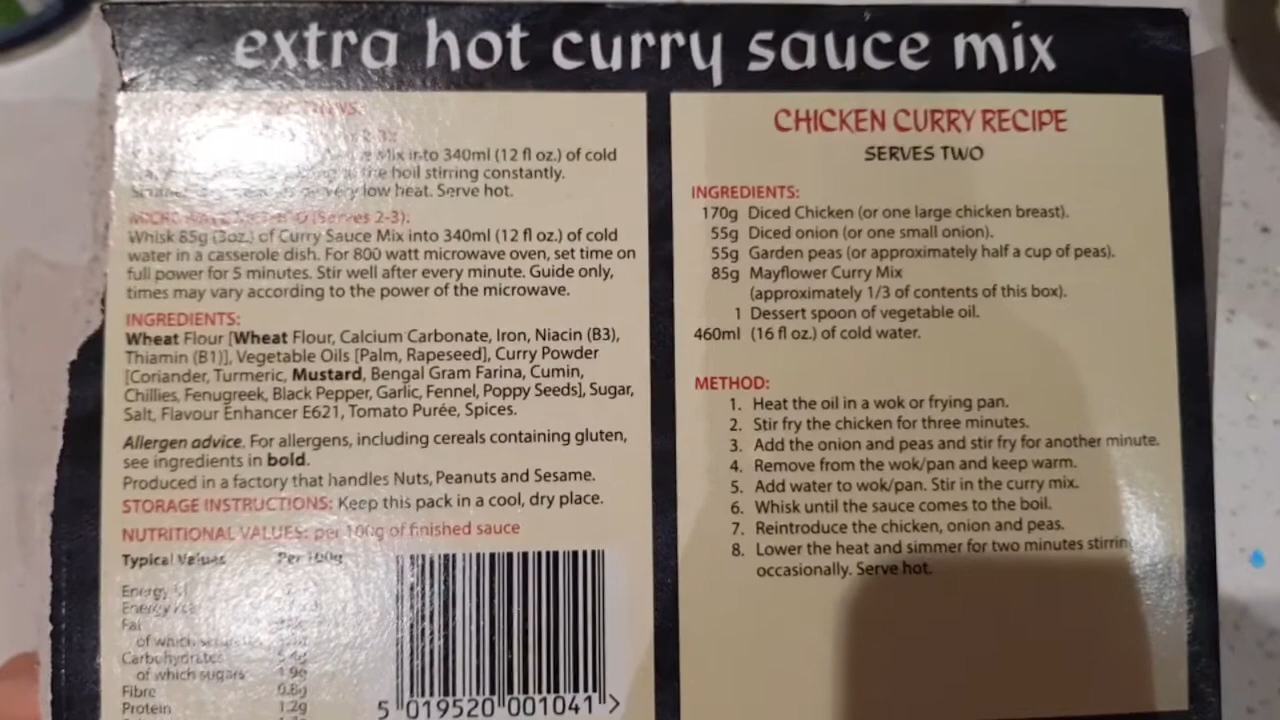 extra hot curry sauce mix
Mix into 340ml (12 fl oz.) of cold
the boil stirring constantly.
very low heat. Serve hot.
(Serves 2-3):
Whisk 85g (3oz.) of Curry Sauce Mix into 340ml (12 fl oz.) of cold
water in a casserole dish. For 800 watt microwave oven, set time on
full power for 5 minutes. Stir well after every minute. Guide only,
times may vary according to the power of the microwave.
INGREDIENTS:
Wheat Flour [Wheat Flour, Calcium Carbonate, Iron, Niacin (B3),
Thiamin (B1)], Vegetable Oils [Palm, Rapeseed], Curry Powder
[Coriander, Turmeric, Mustard, Bengal Gram Farina, Cumin,
Chillies, Fenugreek, Black Pepper, Garlic, Fennel, Poppy Seeds], Sugar,
Salt, Flavour Enhancer E621, Tomato Purée, Spices.
Allergen advice. For allergens, including cereals containing gluten,
see ingredients in bold.
Produced in a factory that handles Nuts, Peanuts and Sesame.
STORAGE INSTRUCTIONS: Keep this pack in a cool, dry place.
NUTRITIONAL VALUES: per 100g of finished sauce
Typical Values Per 100g
Energy
Energy
Fat
of which
Carbohydrates 5.4g
of which sugars 1.9g
Fibre 0.8g
Protein 1.2g
5 019520 001041 >
CHICKEN CURRY RECIPE
SERVES TWO
INGREDIENTS:
170g Diced Chicken (or one large chicken breast).
55g Diced onion (or one small onion).
55g Garden peas (or approximately half a cup of peas).
85g Mayflower Curry Mix
(approximately 1/3 of contents of this box).
1 Dessert spoon of vegetable oil.
460ml (16 fl oz.) of cold water.
METHOD:
1. Heat the oil in a wok or frying pan.
2. Stir fry the chicken for three minutes.
3. Add the onion and peas and stir fry for another minute.
4. Remove from the wok/pan and keep warm.
5. Add water to wok/pan. Stir in the curry mix.
6. Whisk until the sauce comes to the boil.
7. Reintroduce the chicken, onion and peas.
8. Lower the heat and simmer for two minutes stirring
occasionally. Serve hot.